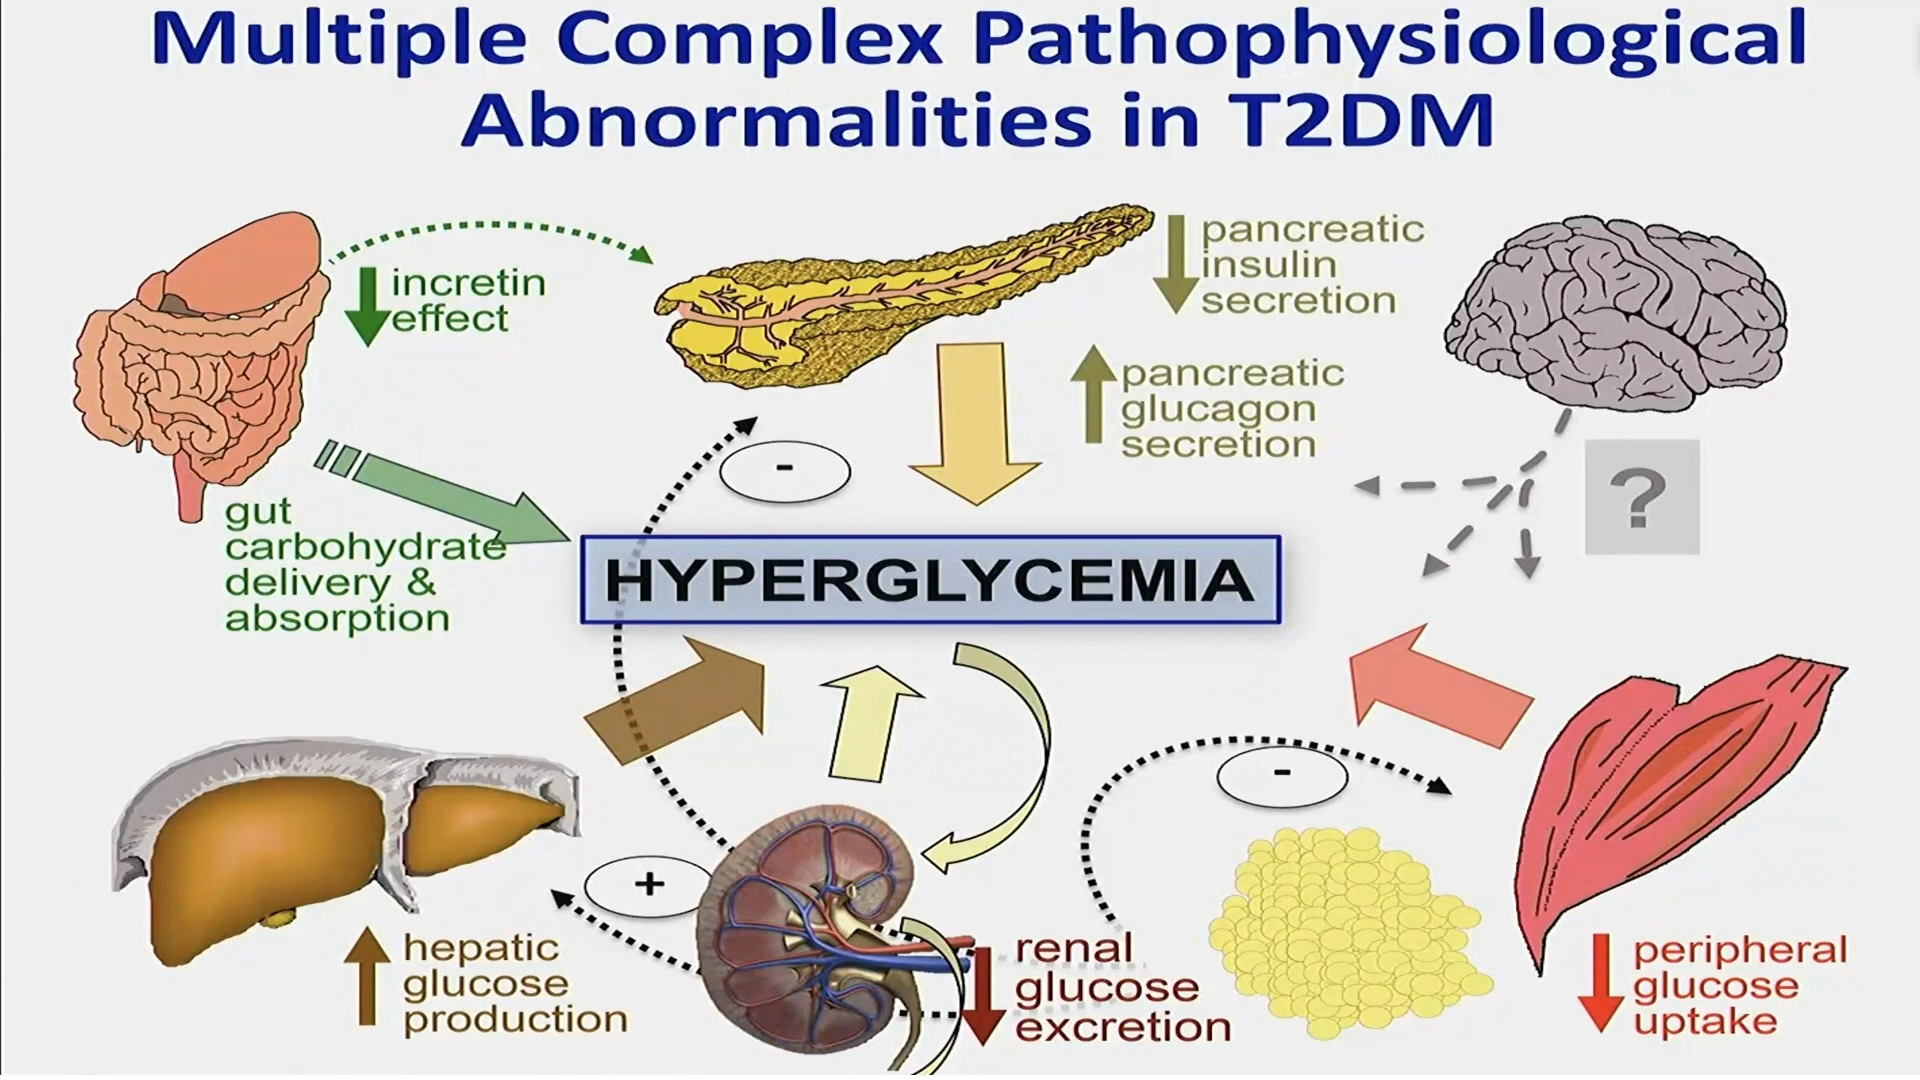 Multiple Complex Pathophysiological
Abnormalities in T2DM
incretin
effect
pancreatic
insulin
secretion
pancreatic
glucagon
secretion
-
?
gut
carbohydrate
delivery &
absorption
HYPERGLYCEMIA
-
+
hepatic
glucose
production
renal
glucose
excretion
peripheral
glucose
uptake